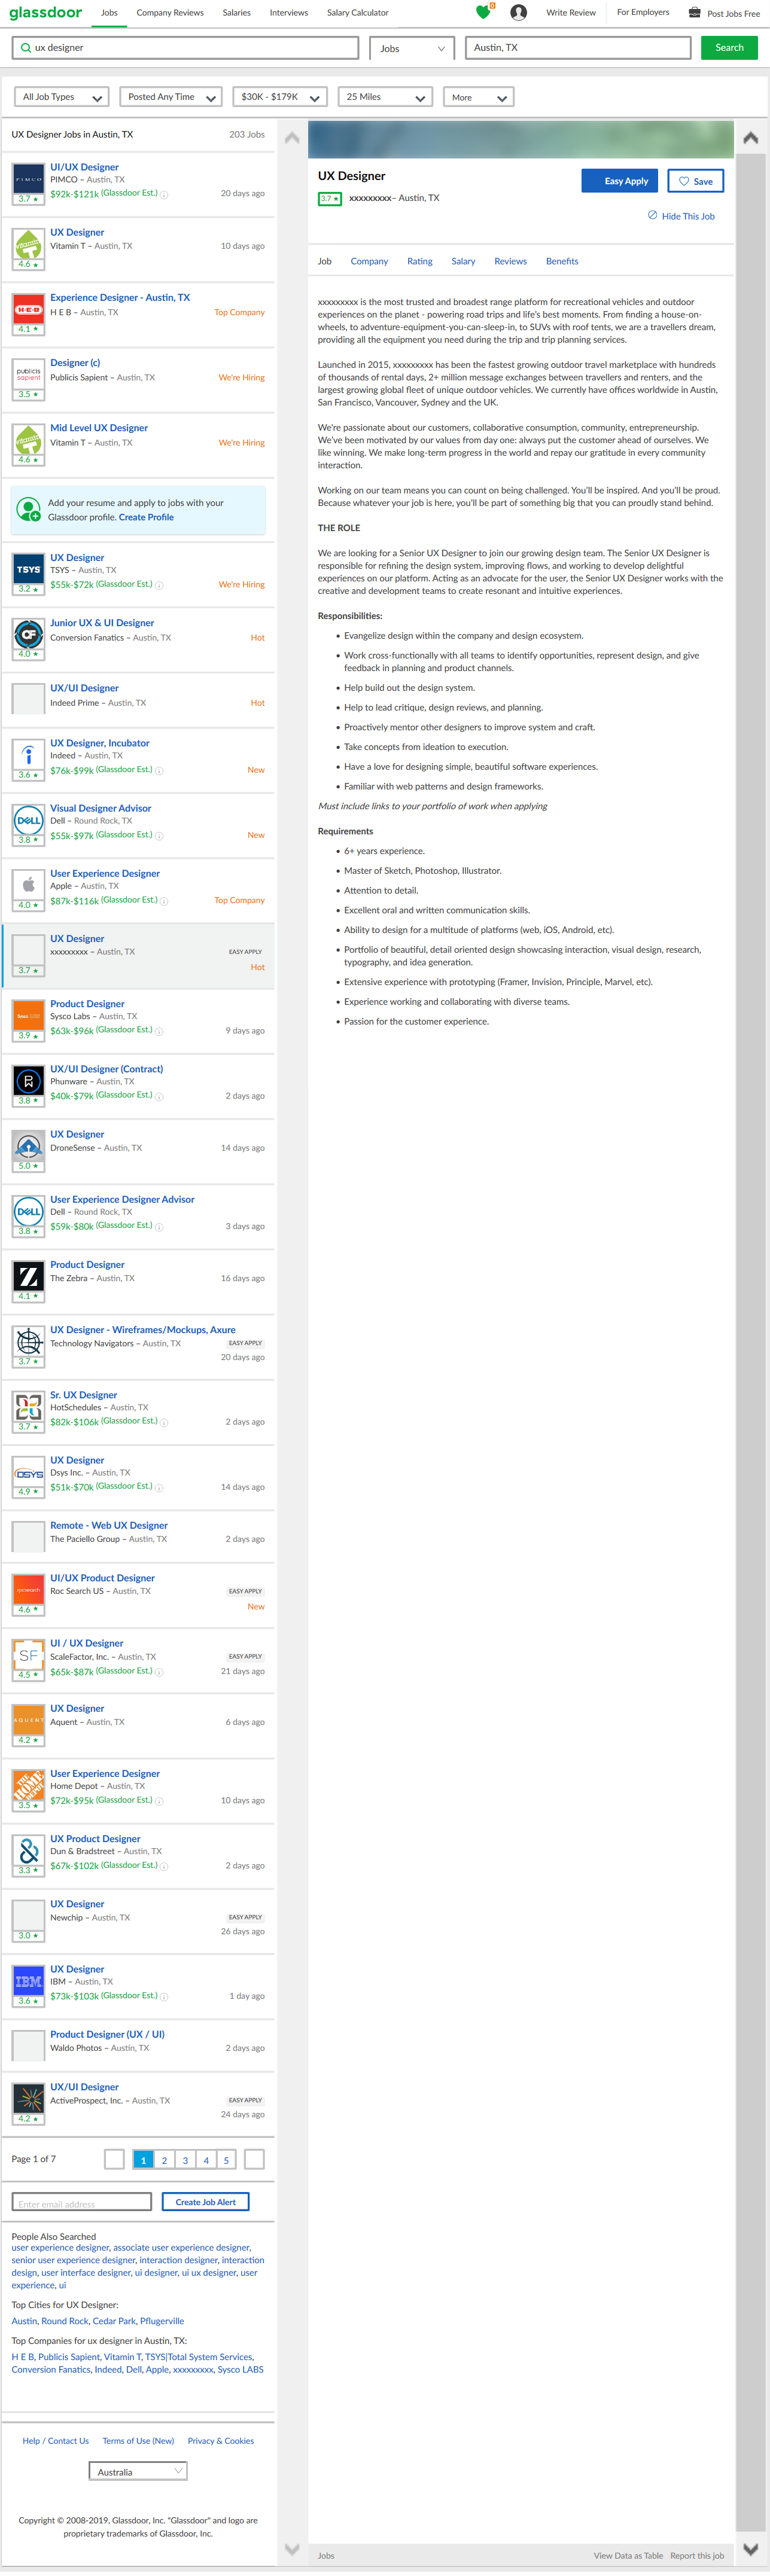 glassdoor
Jobs
Company Reviews
Salaries
Interviews
Salary Calculator
0
Write Review
For Employers
Post Jobs Free
ux designer
Jobs
Austin, TX
Search
All Job Types
Posted Any Time
$30K - $179K
25 Miles
More
UX Designer Jobs in Austin, TX
203 Jobs
PIMCO
3.7 ★
UI/UX Designer
PIMCO – Austin, TX
$92k-$121k (Glassdoor Est.)
20 days ago
vitamin T
4.6 ★
UX Designer
Vitamin T – Austin, TX
10 days ago
H-E-B
4.1 ★
Experience Designer - Austin, TX
H E B – Austin, TX
Top Company
publicis
sapient
3.5 ★
Designer (c)
Publicis Sapient – Austin, TX
We're Hiring
vitamin T
4.6 ★
Mid Level UX Designer
Vitamin T – Austin, TX
We're Hiring
Add your resume and apply to jobs with your
Glassdoor profile. Create Profile
TSYS
3.2 ★
UX Designer
TSYS – Austin, TX
$55k-$72k (Glassdoor Est.)
We're Hiring
CF
4.0 ★
Junior UX & UI Designer
Conversion Fanatics – Austin, TX
Hot
UX/UI Designer
Indeed Prime – Austin, TX
Hot
i
3.6 ★
UX Designer, Incubator
Indeed – Austin, TX
$76k-$99k (Glassdoor Est.)
New
DELL
3.8 ★
Visual Designer Advisor
Dell – Round Rock, TX
$55k-$97k (Glassdoor Est.)
New
4.0 ★
User Experience Designer
Apple – Austin, TX
$87k-$116k (Glassdoor Est.)
Top Company
3.7 ★
UX Designer
xxxxxxxxx – Austin, TX
EASY APPLY
Hot
3.9 ★
Product Designer
Sysco Labs – Austin, TX
$63k-$96k (Glassdoor Est.)
9 days ago
3.8 ★
UX/UI Designer (Contract)
Phunware – Austin, TX
$40k-$79k (Glassdoor Est.)
2 days ago
5.0 ★
UX Designer
DroneSense – Austin, TX
14 days ago
DELL
3.8 ★
User Experience Designer Advisor
Dell – Round Rock, TX
$59k-$80k (Glassdoor Est.)
3 days ago
Z
4.1 ★
Product Designer
The Zebra – Austin, TX
16 days ago
3.7 ★
UX Designer - Wireframes/Mockups, Axure
Technology Navigators – Austin, TX
EASY APPLY
20 days ago
3.7 ★
Sr. UX Designer
HotSchedules – Austin, TX
$82k-$106k (Glassdoor Est.)
2 days ago
DSYS
4.9 ★
UX Designer
Dsys Inc. – Austin, TX
$51k-$70k (Glassdoor Est.)
14 days ago
Remote - Web UX Designer
The Paciello Group – Austin, TX
2 days ago
rocsearch
4.6 ★
UI/UX Product Designer
Roc Search US – Austin, TX
EASY APPLY
New
SF
4.5 ★
UI / UX Designer
ScaleFactor, Inc. – Austin, TX
EASY APPLY
$65k-$87k (Glassdoor Est.)
21 days ago
AQUENT
4.2 ★
UX Designer
Aquent – Austin, TX
6 days ago
THE HOME DEPOT
3.5 ★
User Experience Designer
Home Depot – Austin, TX
$72k-$95k (Glassdoor Est.)
10 days ago
3.3 ★
UX Product Designer
Dun & Bradstreet – Austin, TX
$67k-$102k (Glassdoor Est.)
2 days ago
3.0 ★
UX Designer
Newchip – Austin, TX
EASY APPLY
26 days ago
IBM
3.6 ★
UX Designer
IBM – Austin, TX
$73k-$103k (Glassdoor Est.)
1 day ago
Product Designer (UX / UI)
Waldo Photos – Austin, TX
2 days ago
4.2 ★
UX/UI Designer
ActiveProspect, Inc. – Austin, TX
EASY APPLY
24 days ago
Page 1 of 7
1 2 3 4 5
Enter email address
Create Job Alert
People Also Searched
user experience designer, associate user experience designer,
senior user experience designer, interaction designer, interaction
design, user interface designer, ui designer, ui ux designer, user
experience, ui
Top Cities for UX Designer:
Austin, Round Rock, Cedar Park, Pflugerville
Top Companies for ux designer in Austin, TX:
H E B, Publicis Sapient, Vitamin T, TSYS|Total System Services,
Conversion Fanatics, Indeed, Dell, Apple, xxxxxxxxx, Sysco LABS
Help / Contact Us
Terms of Use (New)
Privacy & Cookies
Australia
Copyright © 2008-2019, Glassdoor, Inc. "Glassdoor" and logo are
proprietary trademarks of Glassdoor, Inc.
UX Designer
3.7 ★
xxxxxxxxx– Austin, TX
Easy Apply
Save
Hide This Job
Job
Company
Rating
Salary
Reviews
Benefits
xxxxxxxxx is the most trusted and broadest range platform for recreational vehicles and outdoor
experiences on the planet - powering road trips and life's best moments. From finding a house-on-
wheels, to adventure-equipment-you-can-sleep-in, to SUVs with roof tents, we are a travellers dream,
providing all the equipment you need during the trip and trip planning services.
Launched in 2015, xxxxxxxxx has been the fastest growing outdoor travel marketplace with hundreds
of thousands of rental days, 2+ million message exchanges between travellers and renters, and the
largest growing global fleet of unique outdoor vehicles. We currently have offices worldwide in Austin,
San Francisco, Vancouver, Sydney and the UK.
We're passionate about our customers, collaborative consumption, community, entrepreneurship.
We've been motivated by our values from day one: always put the customer ahead of ourselves. We
like winning. We make long-term progress in the world and repay our gratitude in every community
interaction.
Working on our team means you can count on being challenged. You'll be inspired. And you'll be proud.
Because whatever your job is here, you'll be part of something big that you can proudly stand behind.
THE ROLE
We are looking for a Senior UX Designer to join our growing design team. The Senior UX Designer is
responsible for refining the design system, improving flows, and working to develop delightful
experiences on our platform. Acting as an advocate for the user, the Senior UX Designer works with the
creative and development teams to create resonant and intuitive experiences.
Responsibilities:
• Evangelize design within the company and design ecosystem.
• Work cross-functionally with all teams to identify opportunities, represent design, and give
feedback in planning and product channels.
• Help build out the design system.
• Help to lead critique, design reviews, and planning.
• Proactively mentor other designers to improve system and craft.
• Take concepts from ideation to execution.
• Have a love for designing simple, beautiful software experiences.
• Familiar with web patterns and design frameworks.
Must include links to your portfolio of work when applying
Requirements
• 6+ years experience.
• Master of Sketch, Photoshop, Illustrator.
• Attention to detail.
• Excellent oral and written communication skills.
• Ability to design for a multitude of platforms (web, iOS, Android, etc).
• Portfolio of beautiful, detail oriented design showcasing interaction, visual design, research,
typography, and idea generation.
• Extensive experience with prototyping (Framer, Invision, Principle, Marvel, etc).
• Experience working and collaborating with diverse teams.
• Passion for the customer experience.
Jobs
View Data as Table
Report this job